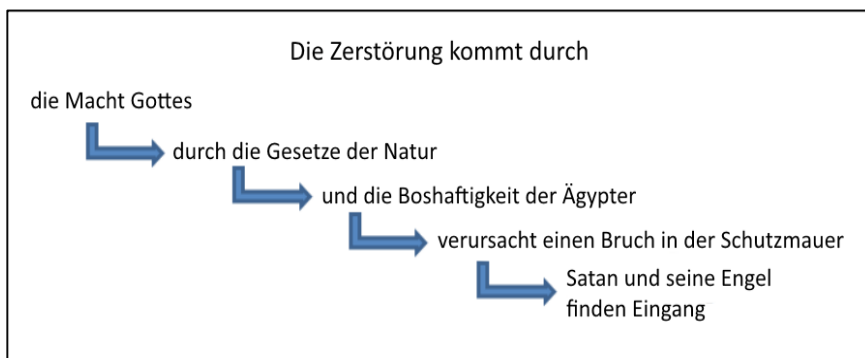 Die Zerstörung kommt durch
die Macht Gottes
durch die Gesetze der Natur
und die Boshaftigkeit der Ägypter
verursacht einen Bruch in der Schutzmauer
Satan und seine Engel
finden Eingang